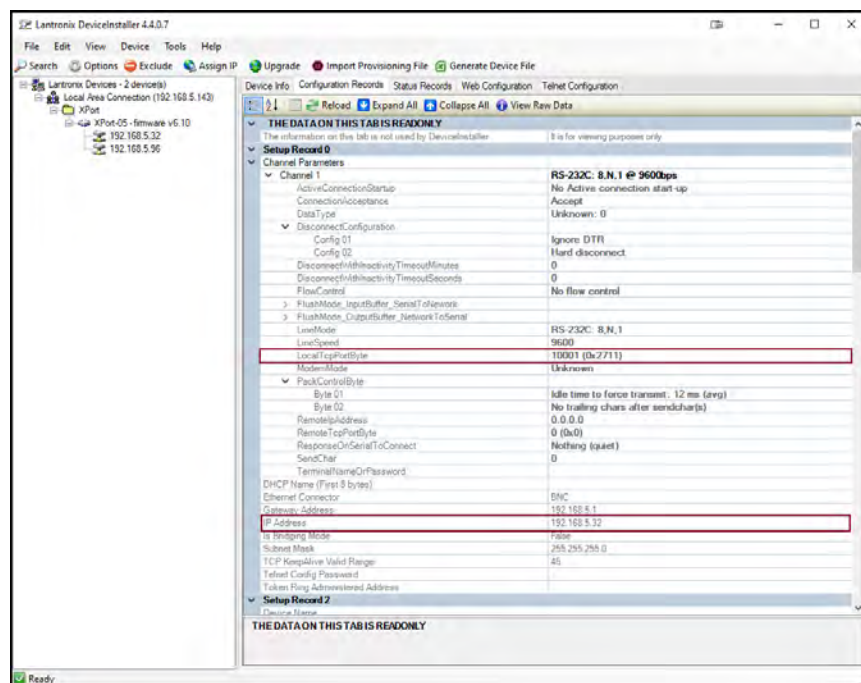 Lantronix DeviceInstaller 4.4.0.7
File Edit View Device Tools Help
Search Options Exclude Assign IP Upgrade Import Provisioning File Generate Device File
Lantronix Devices - 2 device(s)
Local Area Connection (192.168.5.143)
XPort
XPort-05 - firmware v6.10
192.168.5.32
192.168.5.96
Device Info Configuration Records Status Records Web Configuration Telnet Configuration
Reload Expand All Collapse All View Raw Data
THE DATA ON THIS TAB IS READONLY
The information on this tab is not used by DeviceInstaller It is for viewing purposes only
Setup Record 0
Channel Parameters
Channel 1 RS-232C: 8,N,1 @ 9600bps
ActiveConnectionStartup No Active connection start-up
ConnectionAcceptance Accept
DataType Unknown: 0
DisconnectConfiguration
Config 01 Ignore DTR
Config 02 Hard disconnect
DisconnectWithInactivityTimeoutMinutes 0
DisconnectWithInactivityTimeoutSeconds 0
FlowControl No flow control
FlushMode_InputBuffer_SerialToNework
FlushMode_OutputBuffer_NetworkToSerial
LineMode RS-232C: 8,N,1
LineSpeed 9600
LocalTcpPortByte 10001 (0x2711)
ModemMode Unknown
PackControlByte
Byte 01 Idle time to force transmit: 12 ms (avg)
Byte 02 No trailing chars after sendchar(s)
RemoteIpAddress 0.0.0.0
RemoteTcpPortByte 0 (0x0)
ResponseOnSerialToConnect Nothing (quiet)
SendChar 0
TerminalNameOrPassword
DHCP Name (First 8 bytes)
Ethernet Connector BNC
Gateway Address 192.168.5.1
IP Address 192.168.5.32
Is Bridging Mode False
Subnet Mask 255.255.255.0
TCP KeepAlive Valid Range 45
Telnet Config Password
Token Ring Administered Address
Setup Record 2
Device Name
THE DATA ON THIS TAB IS READONLY
Ready